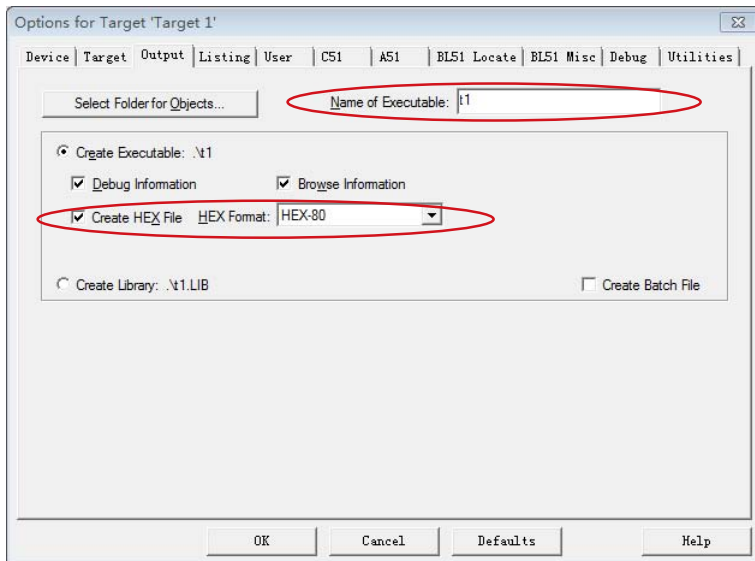 Options for Target 'Target 1'
Device Target Output Listing User C51 A51 BL51 Locate BL51 Misc Debug Utilities
Select Folder for Objects... Name of Executable: t1
Create Executable: .\t1
Debug Information Browse Information
Create HEX File HEX Format: HEX-80
Create Library: .\t1.LIB Create Batch File
OK Cancel Defaults Help